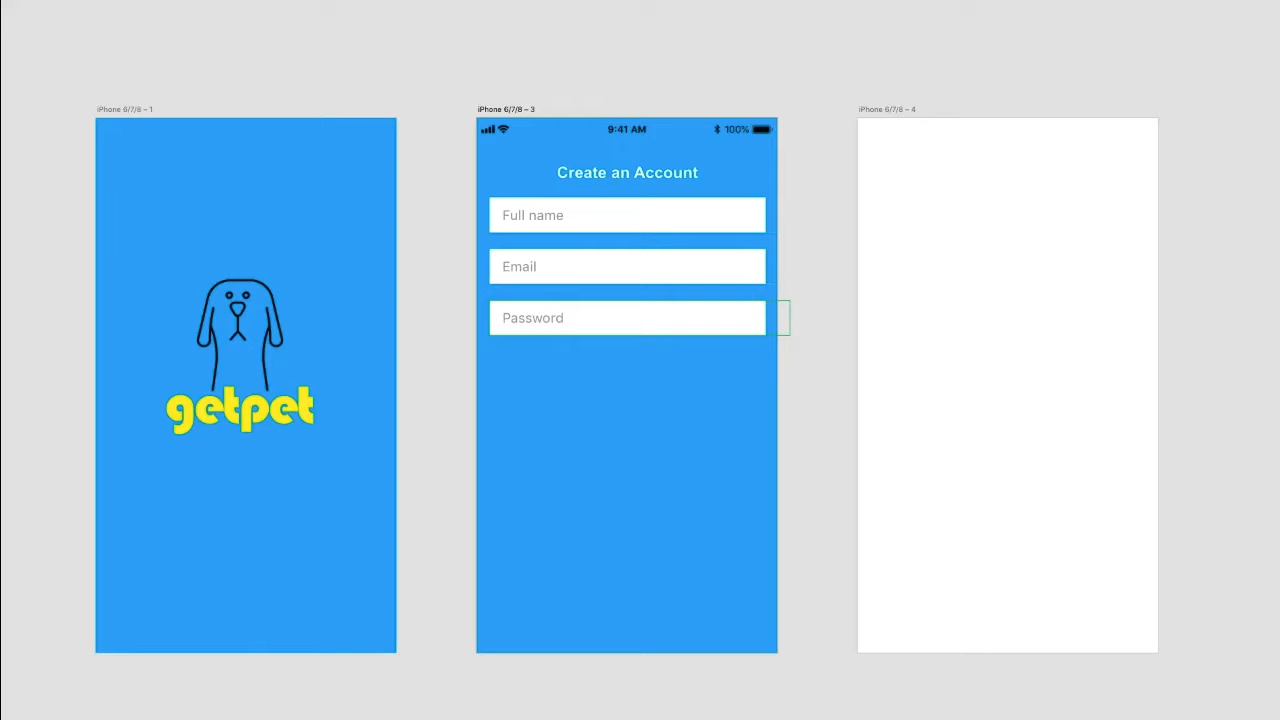 iPhone 6/7/8 – 1
getpet
iPhone 6/7/8 – 3
9:41 AM
100%
Create an Account
Full name
Email
Password
iPhone 6/7/8 – 4